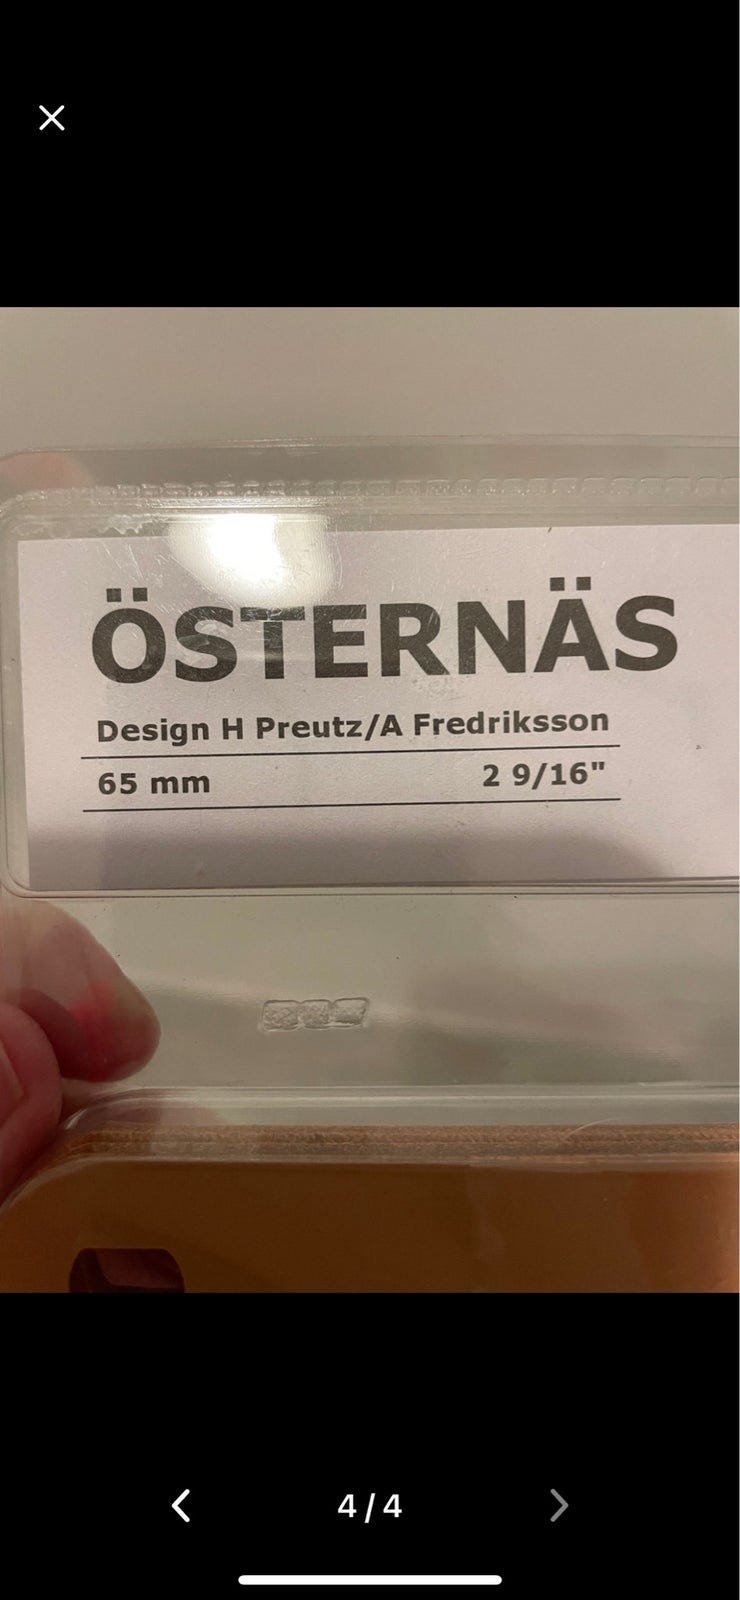 ÖSTERNÄS
Design H Preutz/A Fredriksson
65 mm 2 9/16"
4/4